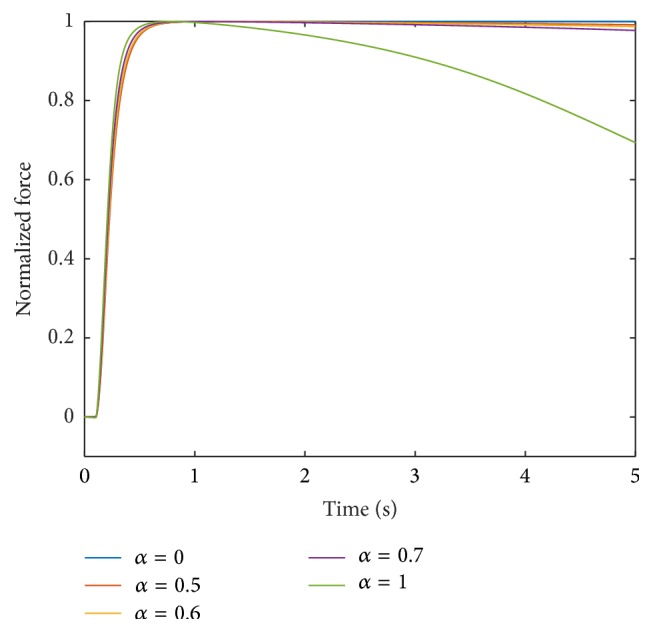 Normalized force
1
0.8
0.6
0.4
0.2
0
0 1 2 3 4 5
Time (s)
α = 0
α = 0.5
α = 0.6
α = 0.7
α = 1